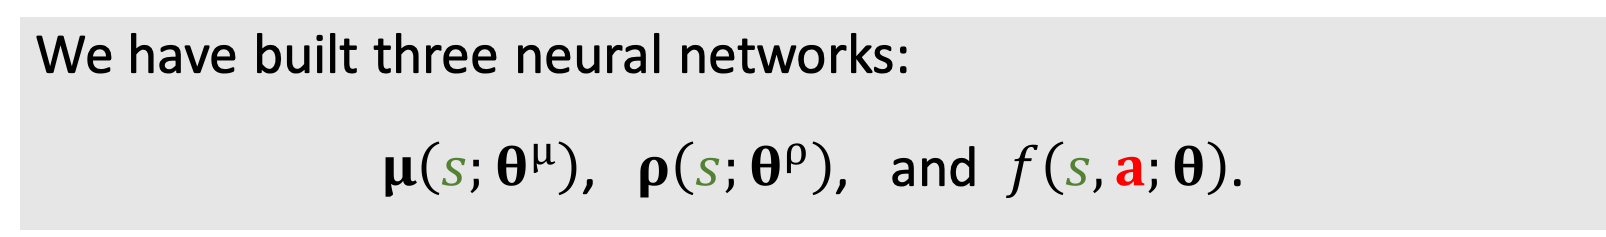 We have built three neural networks:
𝛍(𝑠; 𝛉^μ), 𝛒(𝑠; 𝛉^ρ), and 𝑓(𝑠, 𝐚; 𝛉).